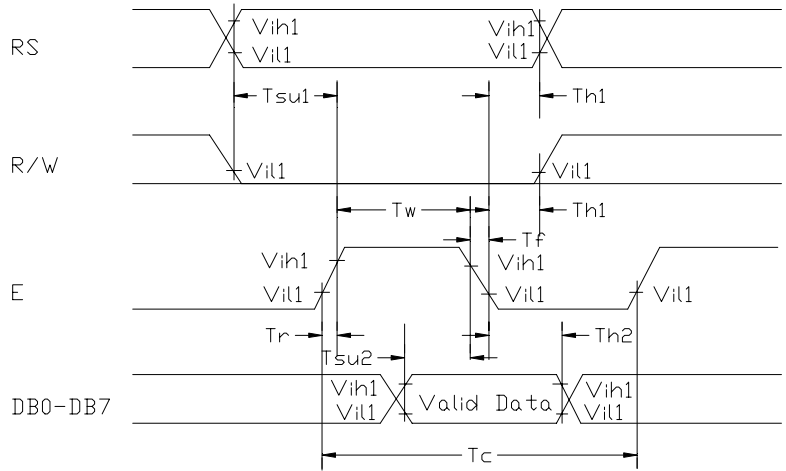 Vih1 Vih1
RS Vil1 Vil1
Tsu1 Th1
R/W Vil1 Vil1
Tw Th1
Tf
Vih1 Vih1
E Vil1 Vil1 Vil1
Tr Th2
Tsu2
Vih1 Vih1
DB0-DB7 Vil1 Valid Data Vil1
Tc